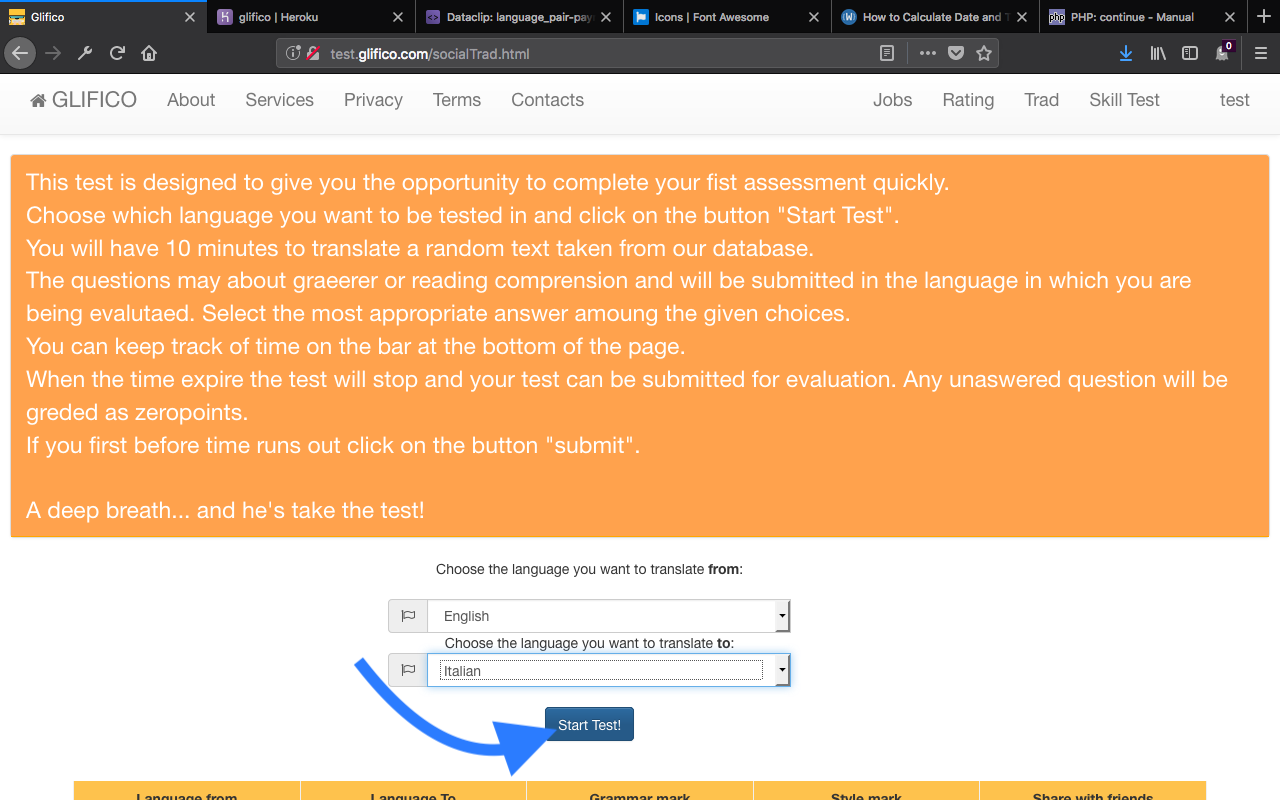 Glifico
glifico | Heroku
Dataclip: language_pair-pay
Icons | Font Awesome
How to Calculate Date and T
php PHP: continue - Manual
test.glifico.com/socialTrad.html
0
GLIFICO About Services Privacy Terms Contacts Jobs Rating Trad Skill Test test
This test is designed to give you the opportunity to complete your fist assessment quickly.
Choose which language you want to be tested in and click on the button "Start Test".
You will have 10 minutes to translate a random text taken from our database.
The questions may about graeerer or reading comprension and will be submitted in the language in which you are
being evalutaed. Select the most appropriate answer amoung the given choices.
You can keep track of time on the bar at the bottom of the page.
When the time expire the test will stop and your test can be submitted for evaluation. Any unaswered question will be
greded as zeropoints.
If you first before time runs out click on the button "submit".
A deep breath... and he's take the test!
Choose the language you want to translate from:
English
Choose the language you want to translate to:
Italian
Start Test!
Language from Language To Grammar mark Style mark Share with friends